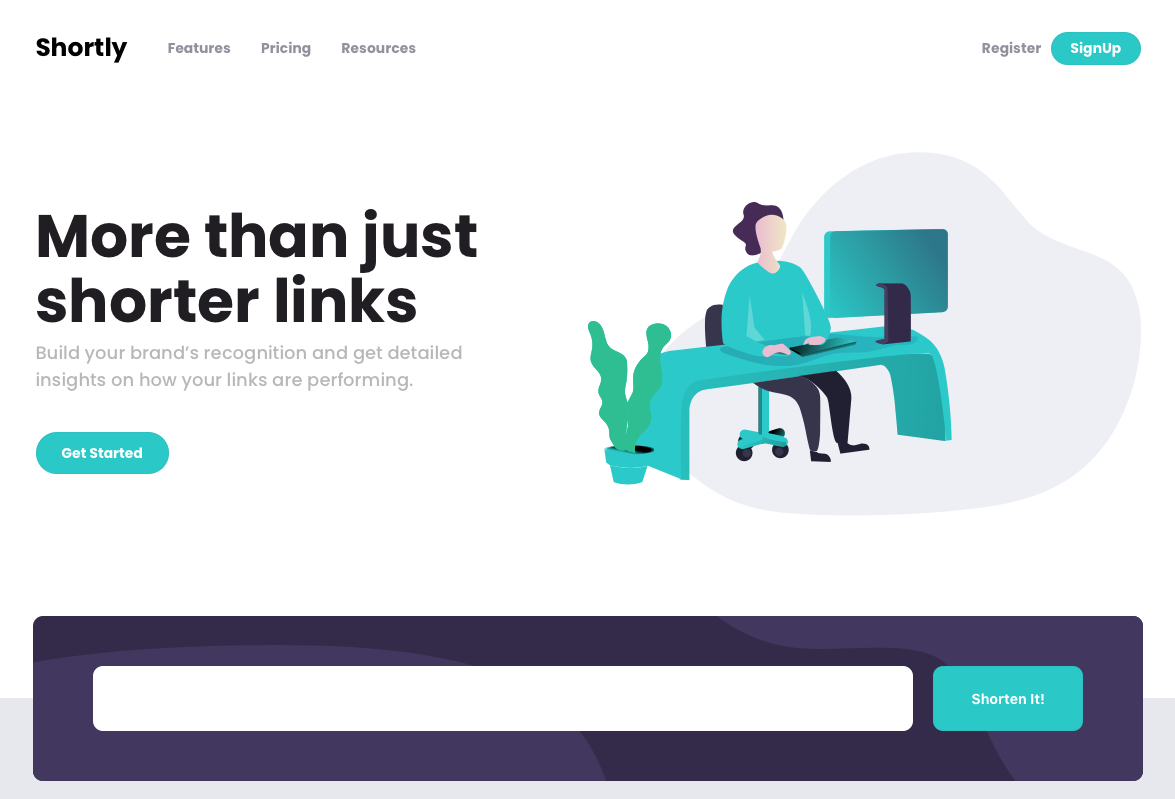 Shortly Features Pricing Resources Register SignUp
More than just
shorter links
Build your brand’s recognition and get detailed
insights on how your links are performing.
Get Started
Shorten It!